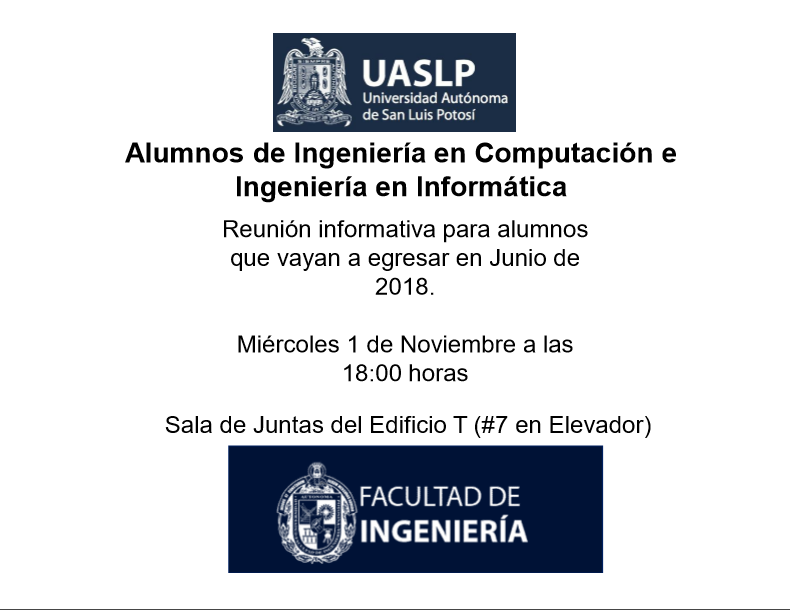 UASLP
Universidad Autónoma
de San Luis Potosí
Alumnos de Ingeniería en Computación e
Ingeniería en Informática
Reunión informativa para alumnos
que vayan a egresar en Junio de
2018.
Miércoles 1 de Noviembre a las
18:00 horas
Sala de Juntas del Edificio T (#7 en Elevador)
FACULTAD DE
INGENIERÍA